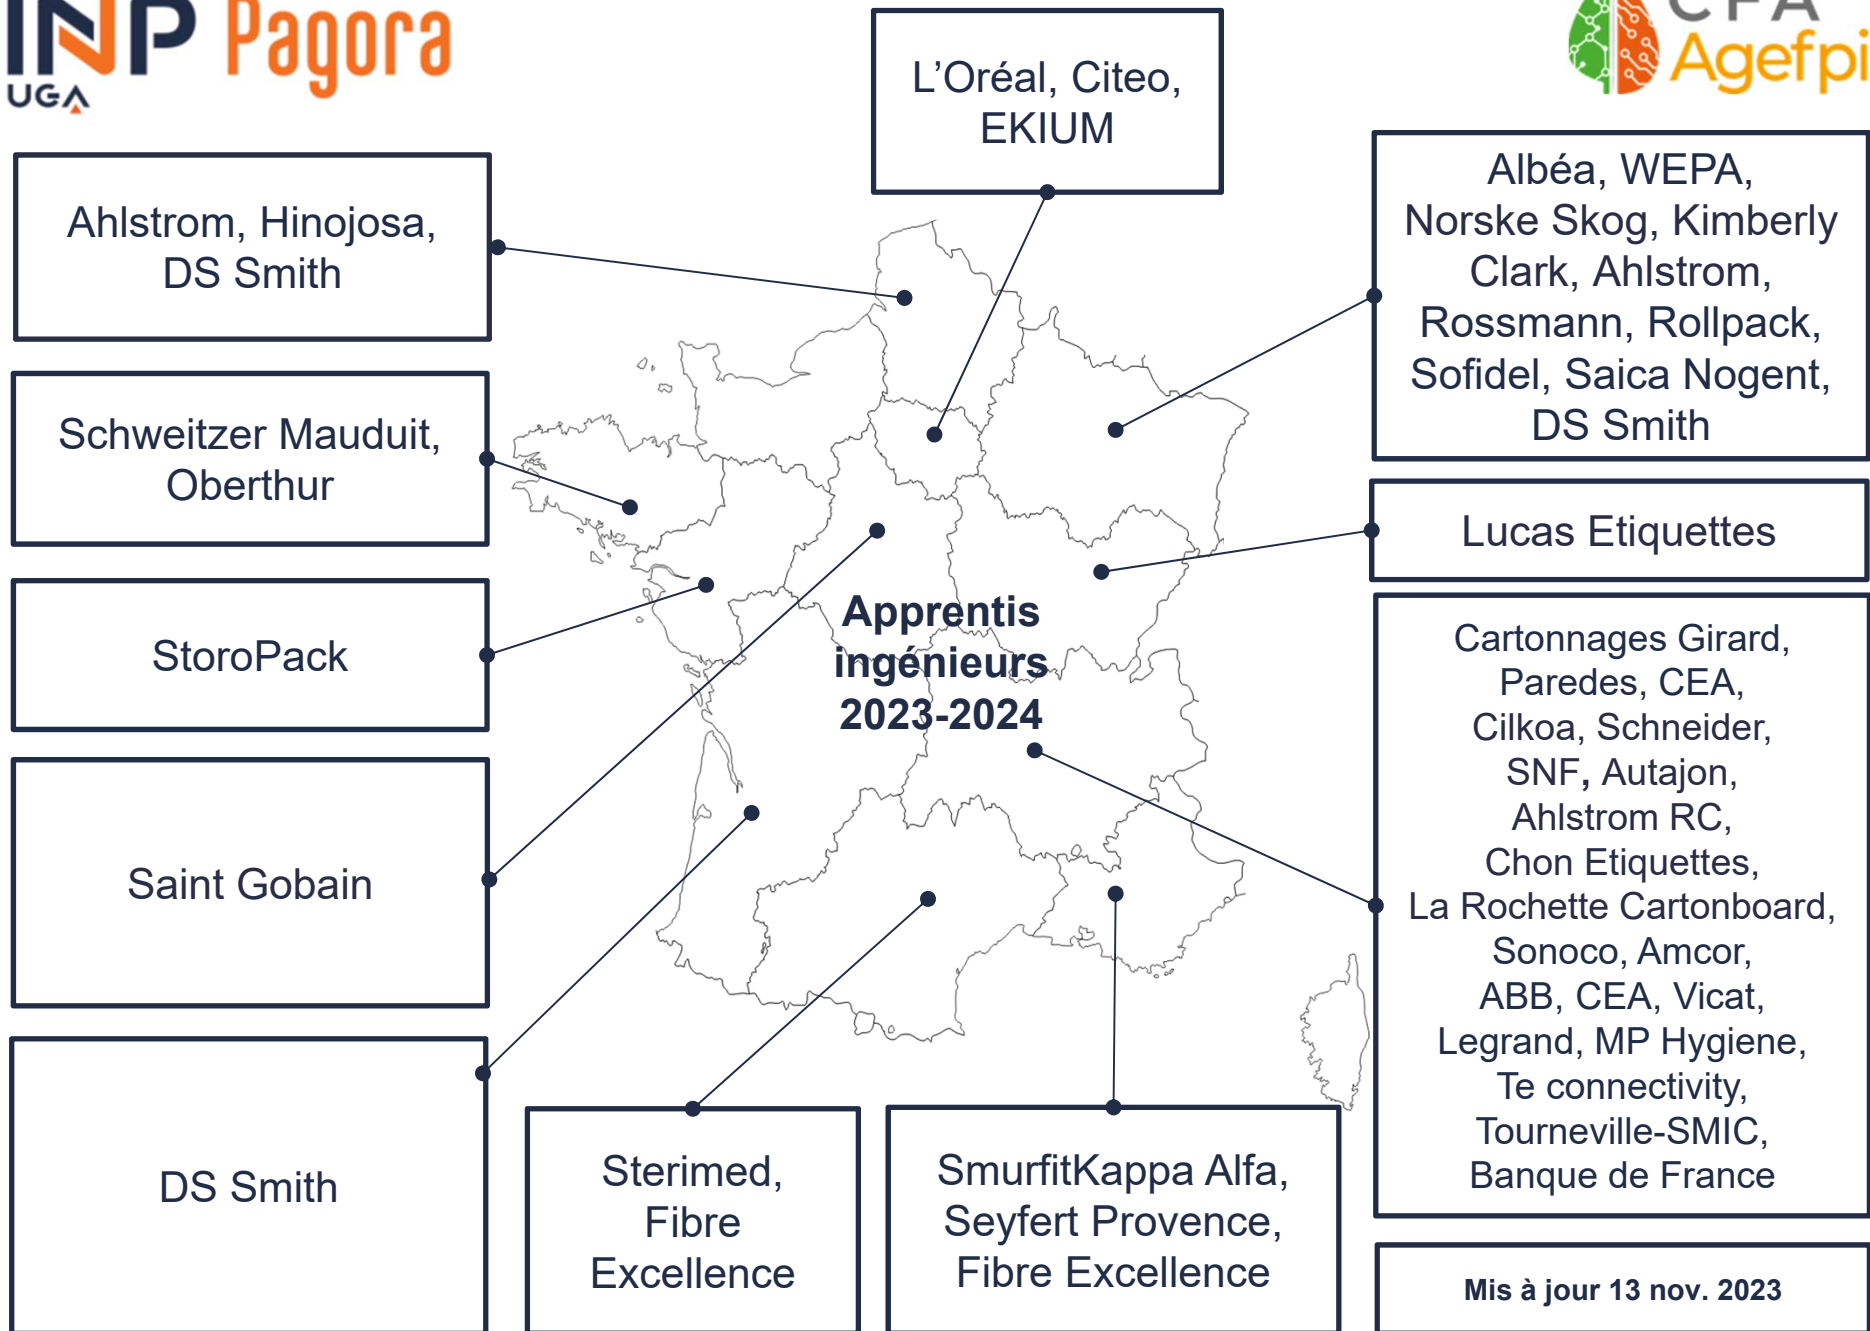 INP Pagora
UGA
CFA
Agefpi
L'Oréal, Citeo,
EKIUM
Ahlstrom, Hinojosa,
DS Smith
Albéa, WEPA,
Norske Skog, Kimberly
Clark, Ahlstrom,
Rossmann, Rollpack,
Sofidel, Saica Nogent,
DS Smith
Schweitzer Mauduit,
Oberthur
Lucas Etiquettes
StoroPack
Apprentis
ingénieurs
2023-2024
Saint Gobain
Cartonnages Girard,
Paredes, CEA,
Cilkoa, Schneider,
SNF, Autajon,
Ahlstrom RC,
Chon Etiquettes,
La Rochette Cartonboard,
Sonoco, Amcor,
ABB, CEA, Vicat,
Legrand, MP Hygiene,
Te connectivity,
Tourneville-SMIC,
Banque de France
DS Smith
Sterimed,
Fibre
Excellence
SmurfitKappa Alfa,
Seyfert Provence,
Fibre Excellence
Mis à jour 13 nov. 2023